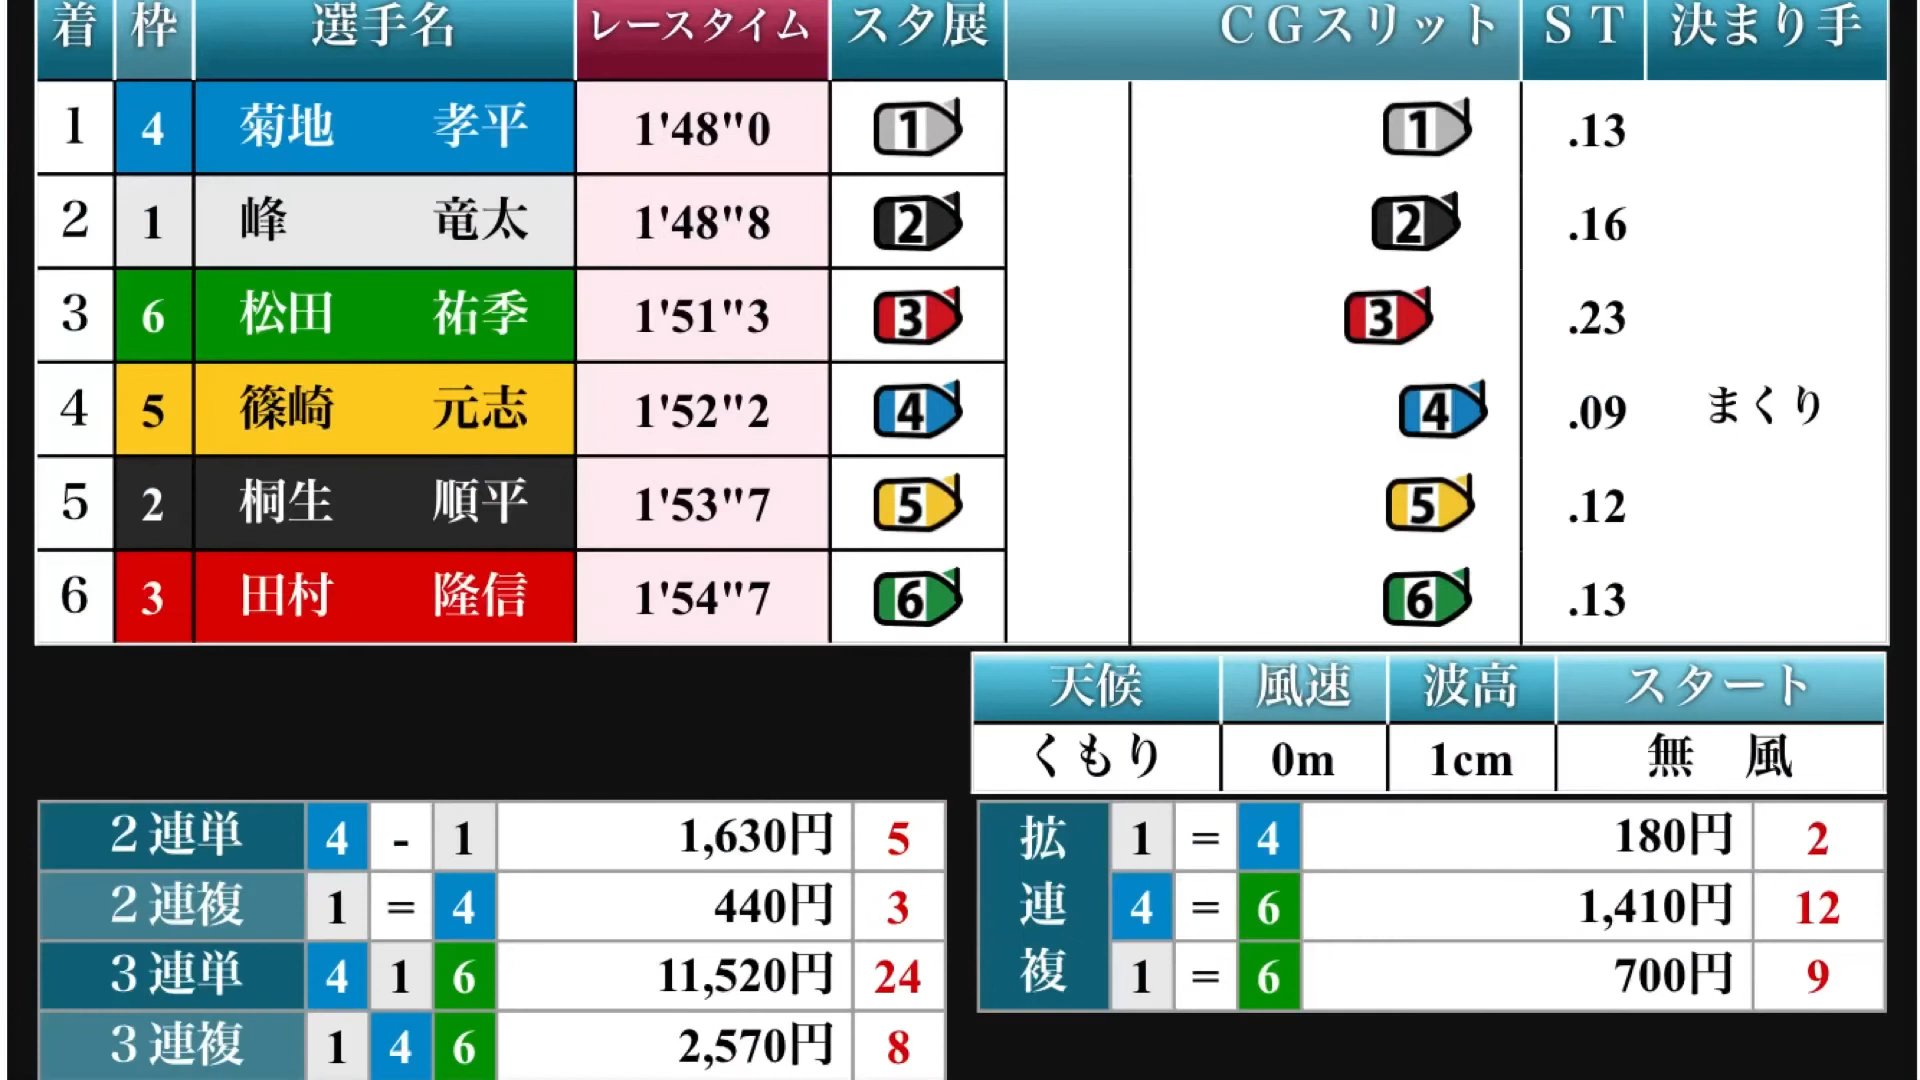 着 枠 選手名 レースタイム スタ展 CGスリット ST 決まり手
1 4 菊地 孝平 1'48"0 1 1 .13
2 1 峰 竜太 1'48"8 2 2 .16
3 6 松田 祐季 1'51"3 3 3 .23
4 5 篠崎 元志 1'52"2 4 4 .09 まくり
5 2 桐生 順平 1'53"7 5 5 .12
6 3 田村 隆信 1'54"7 6 6 .13
天候 風速 波高 スタート
くもり 0m 1cm 無 風
2連単 4 - 1 1,630円 5
2連複 1 = 4 440円 3
3連単 4 1 6 11,520円 24
3連複 1 4 6 2,570円 8
拡連複
1 = 4 180円 2
4 = 6 1,410円 12
1 = 6 700円 9